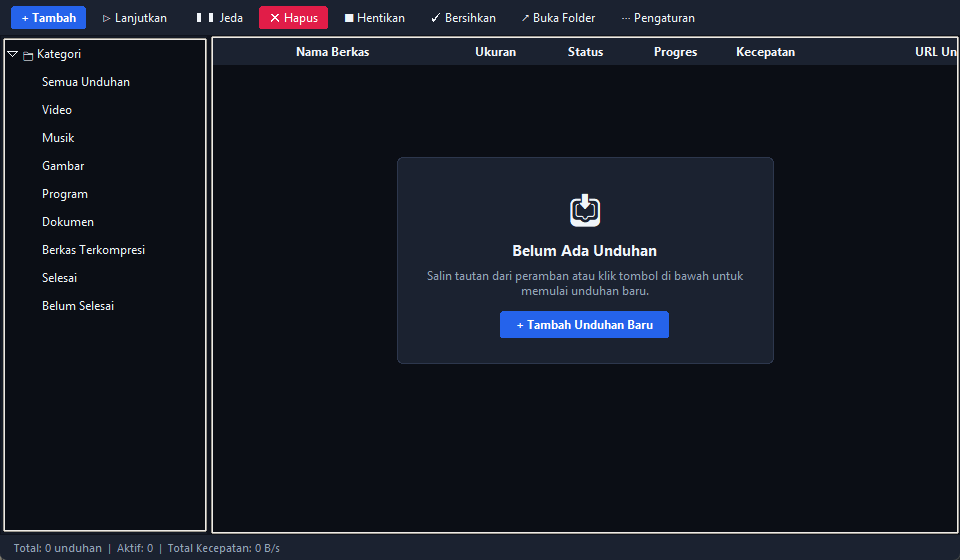 + Tambah ▷ Lanjutkan ❚❚ Jeda ✕ Hapus ■ Hentikan ✓ Bersihkan ↗ Buka Folder ··· Pengaturan
Kategori
Semua Unduhan
Video
Musik
Gambar
Program
Dokumen
Berkas Terkompresi
Selesai
Belum Selesai
Nama Berkas Ukuran Status Progres Kecepatan URL Un
Belum Ada Unduhan
Salin tautan dari peramban atau klik tombol di bawah untuk
memulai unduhan baru.
+ Tambah Unduhan Baru
Total: 0 unduhan | Aktif: 0 | Total Kecepatan: 0 B/s